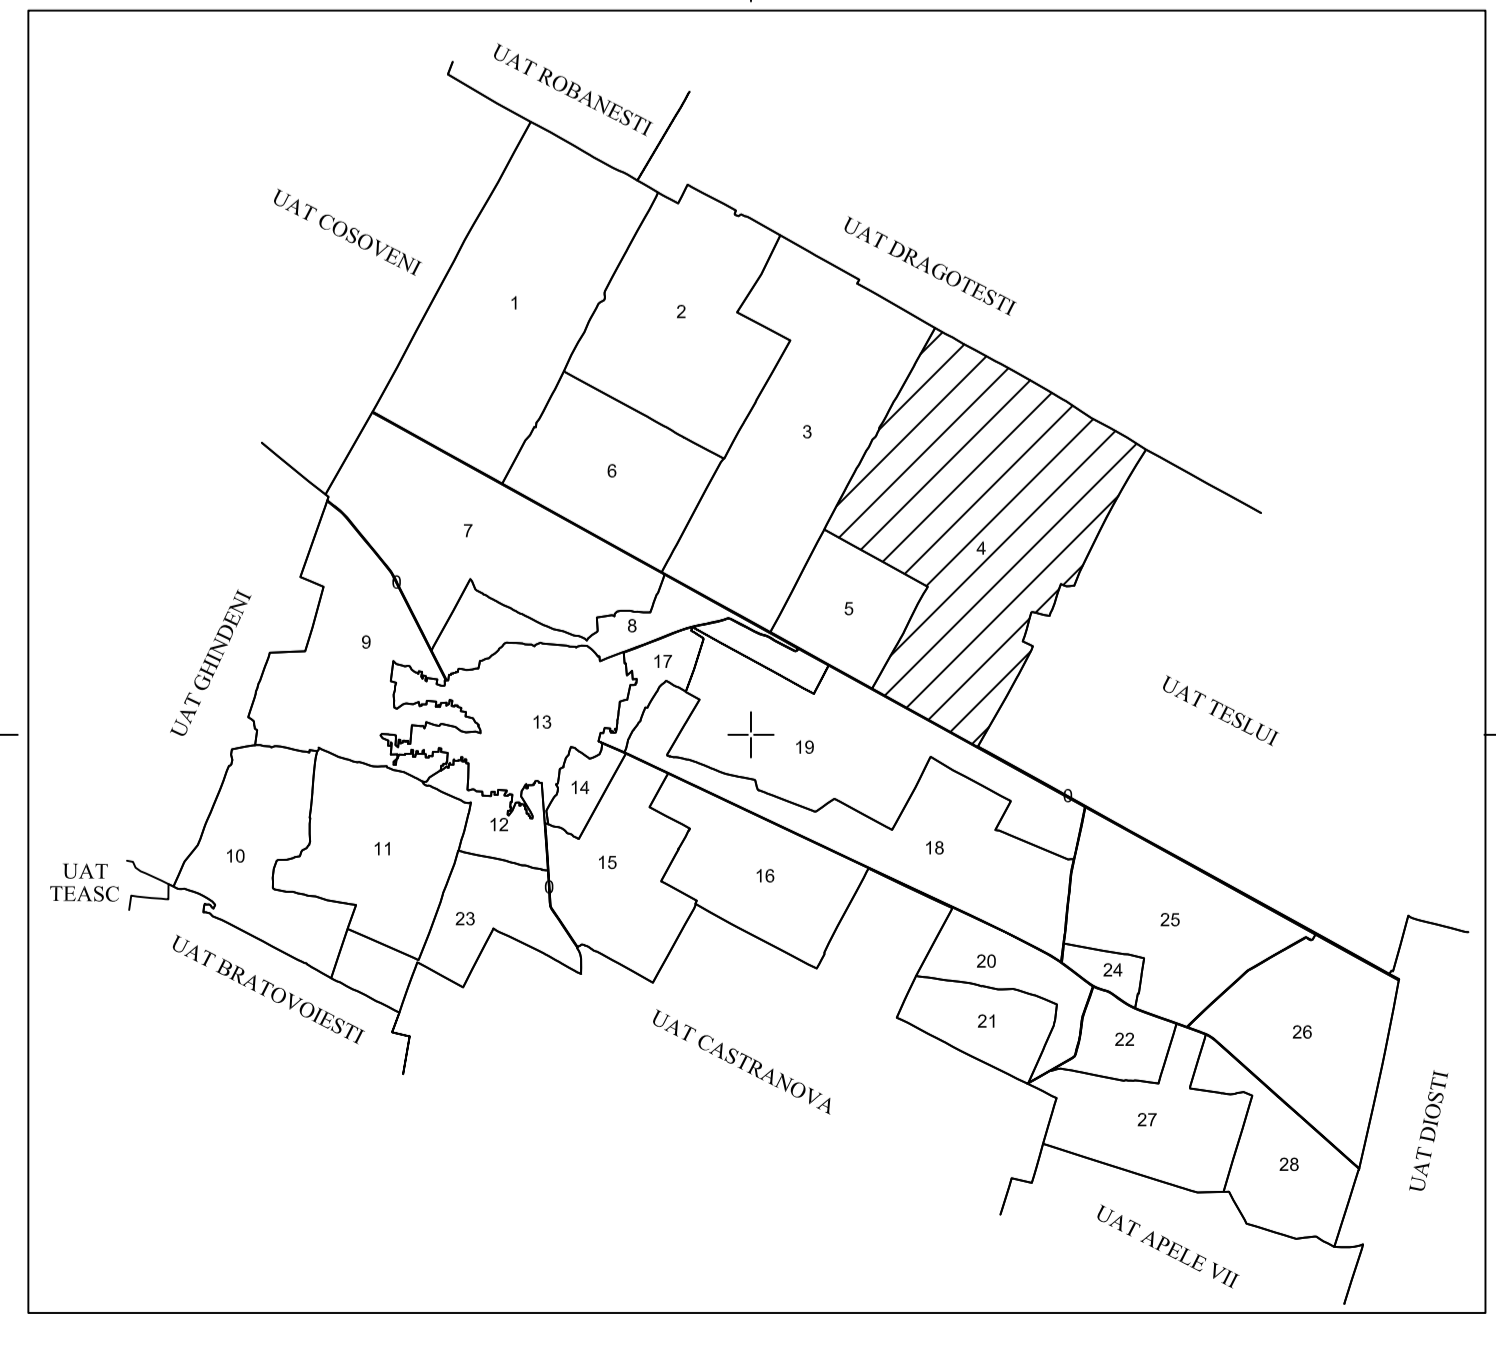 UAT ROBANESTI
UAT COSOVENI
UAT DRAGOTESTI
1
2
3
6
7
4
0
5
8
9
UAT GHINDENI
17
UAT TESLUI
13
19
14
0
12
18
11
10
15
16
UAT
TEASC
0
23
25
UAT BRATOVOIESTI
20
24
21
26
22
UAT CASTRANOVA
27
UAT DIOSTI
28
UAT APELE VII